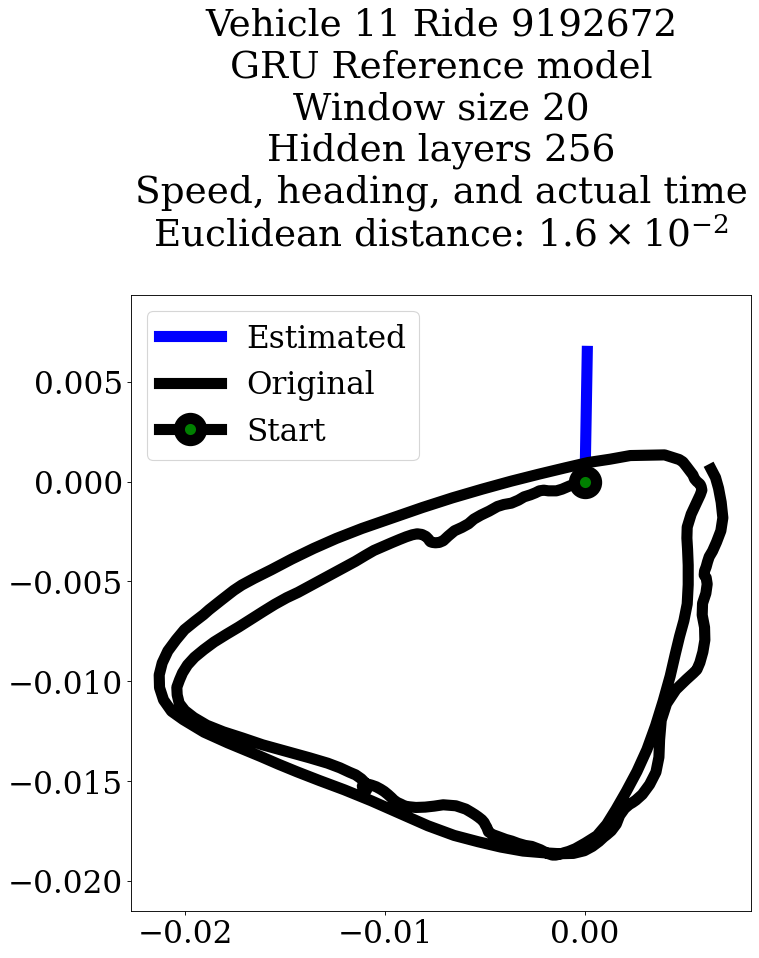 Vehicle 11 Ride 9192672
GRU Reference model
Window size 20
Hidden layers 256
Speed, heading, and actual time
Euclidean distance: 1.6 × 10⁻²
Estimated
Original
Start
0.005
0.000
−0.005
−0.010
−0.015
−0.020
−0.02 −0.01 0.00